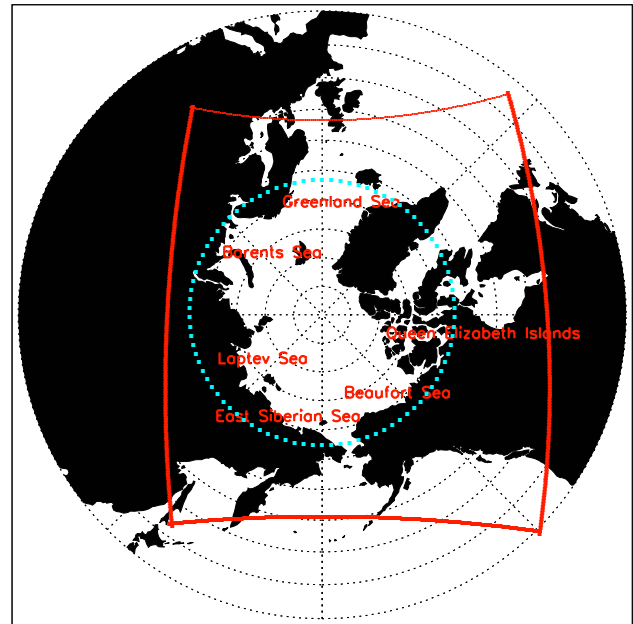 Greenland Sea
Barents Sea
Queen Elizabeth Islands
Laptev Sea
Beaufort Sea
East Siberian Sea